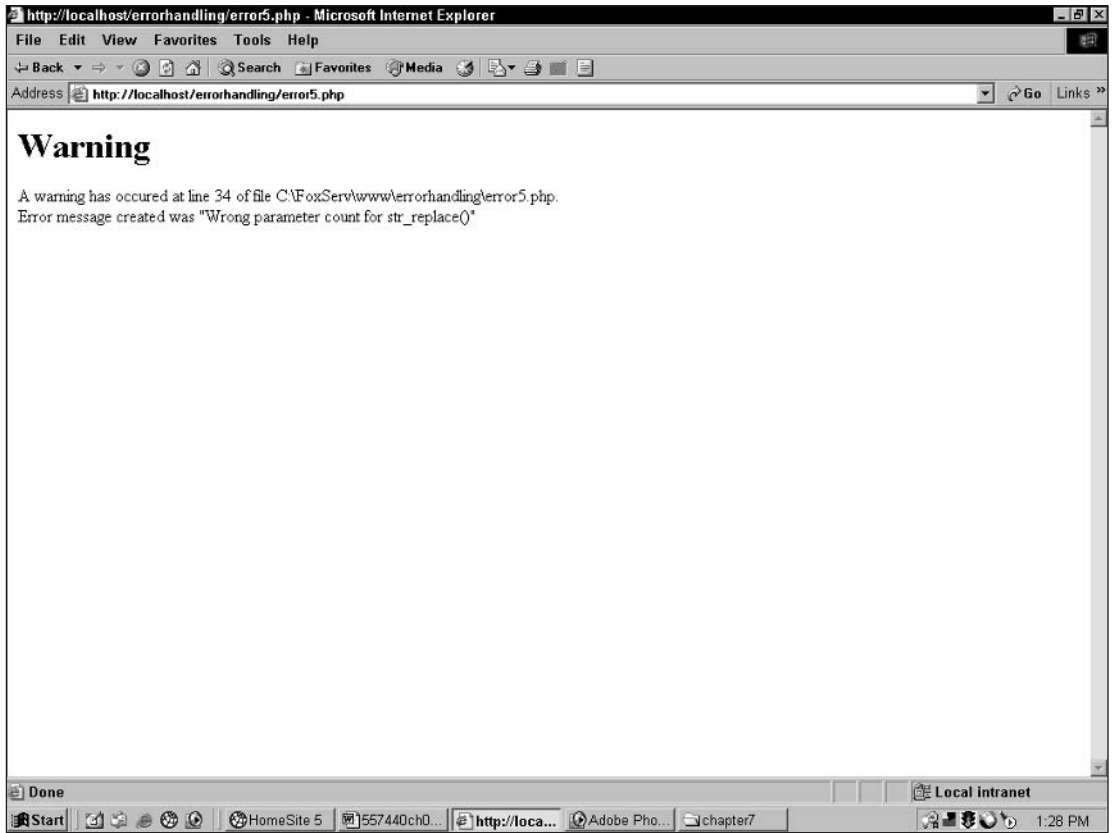 http://localhost/errorhandling/error5.php - Microsoft Internet Explorer
File Edit View Favorites Tools Help
Back Search Favorites Media
Address http://localhost/errorhandling/error5.php Go Links »
Warning
A warning has occured at line 34 of file C:\FoxServ\www\errorhandling\error5.php.
Error message created was "Wrong parameter count for str_replace()"
Done Local intranet
Start HomeSite 5 557440ch0... http://loca... Adobe Pho... chapter7 1:28 PM